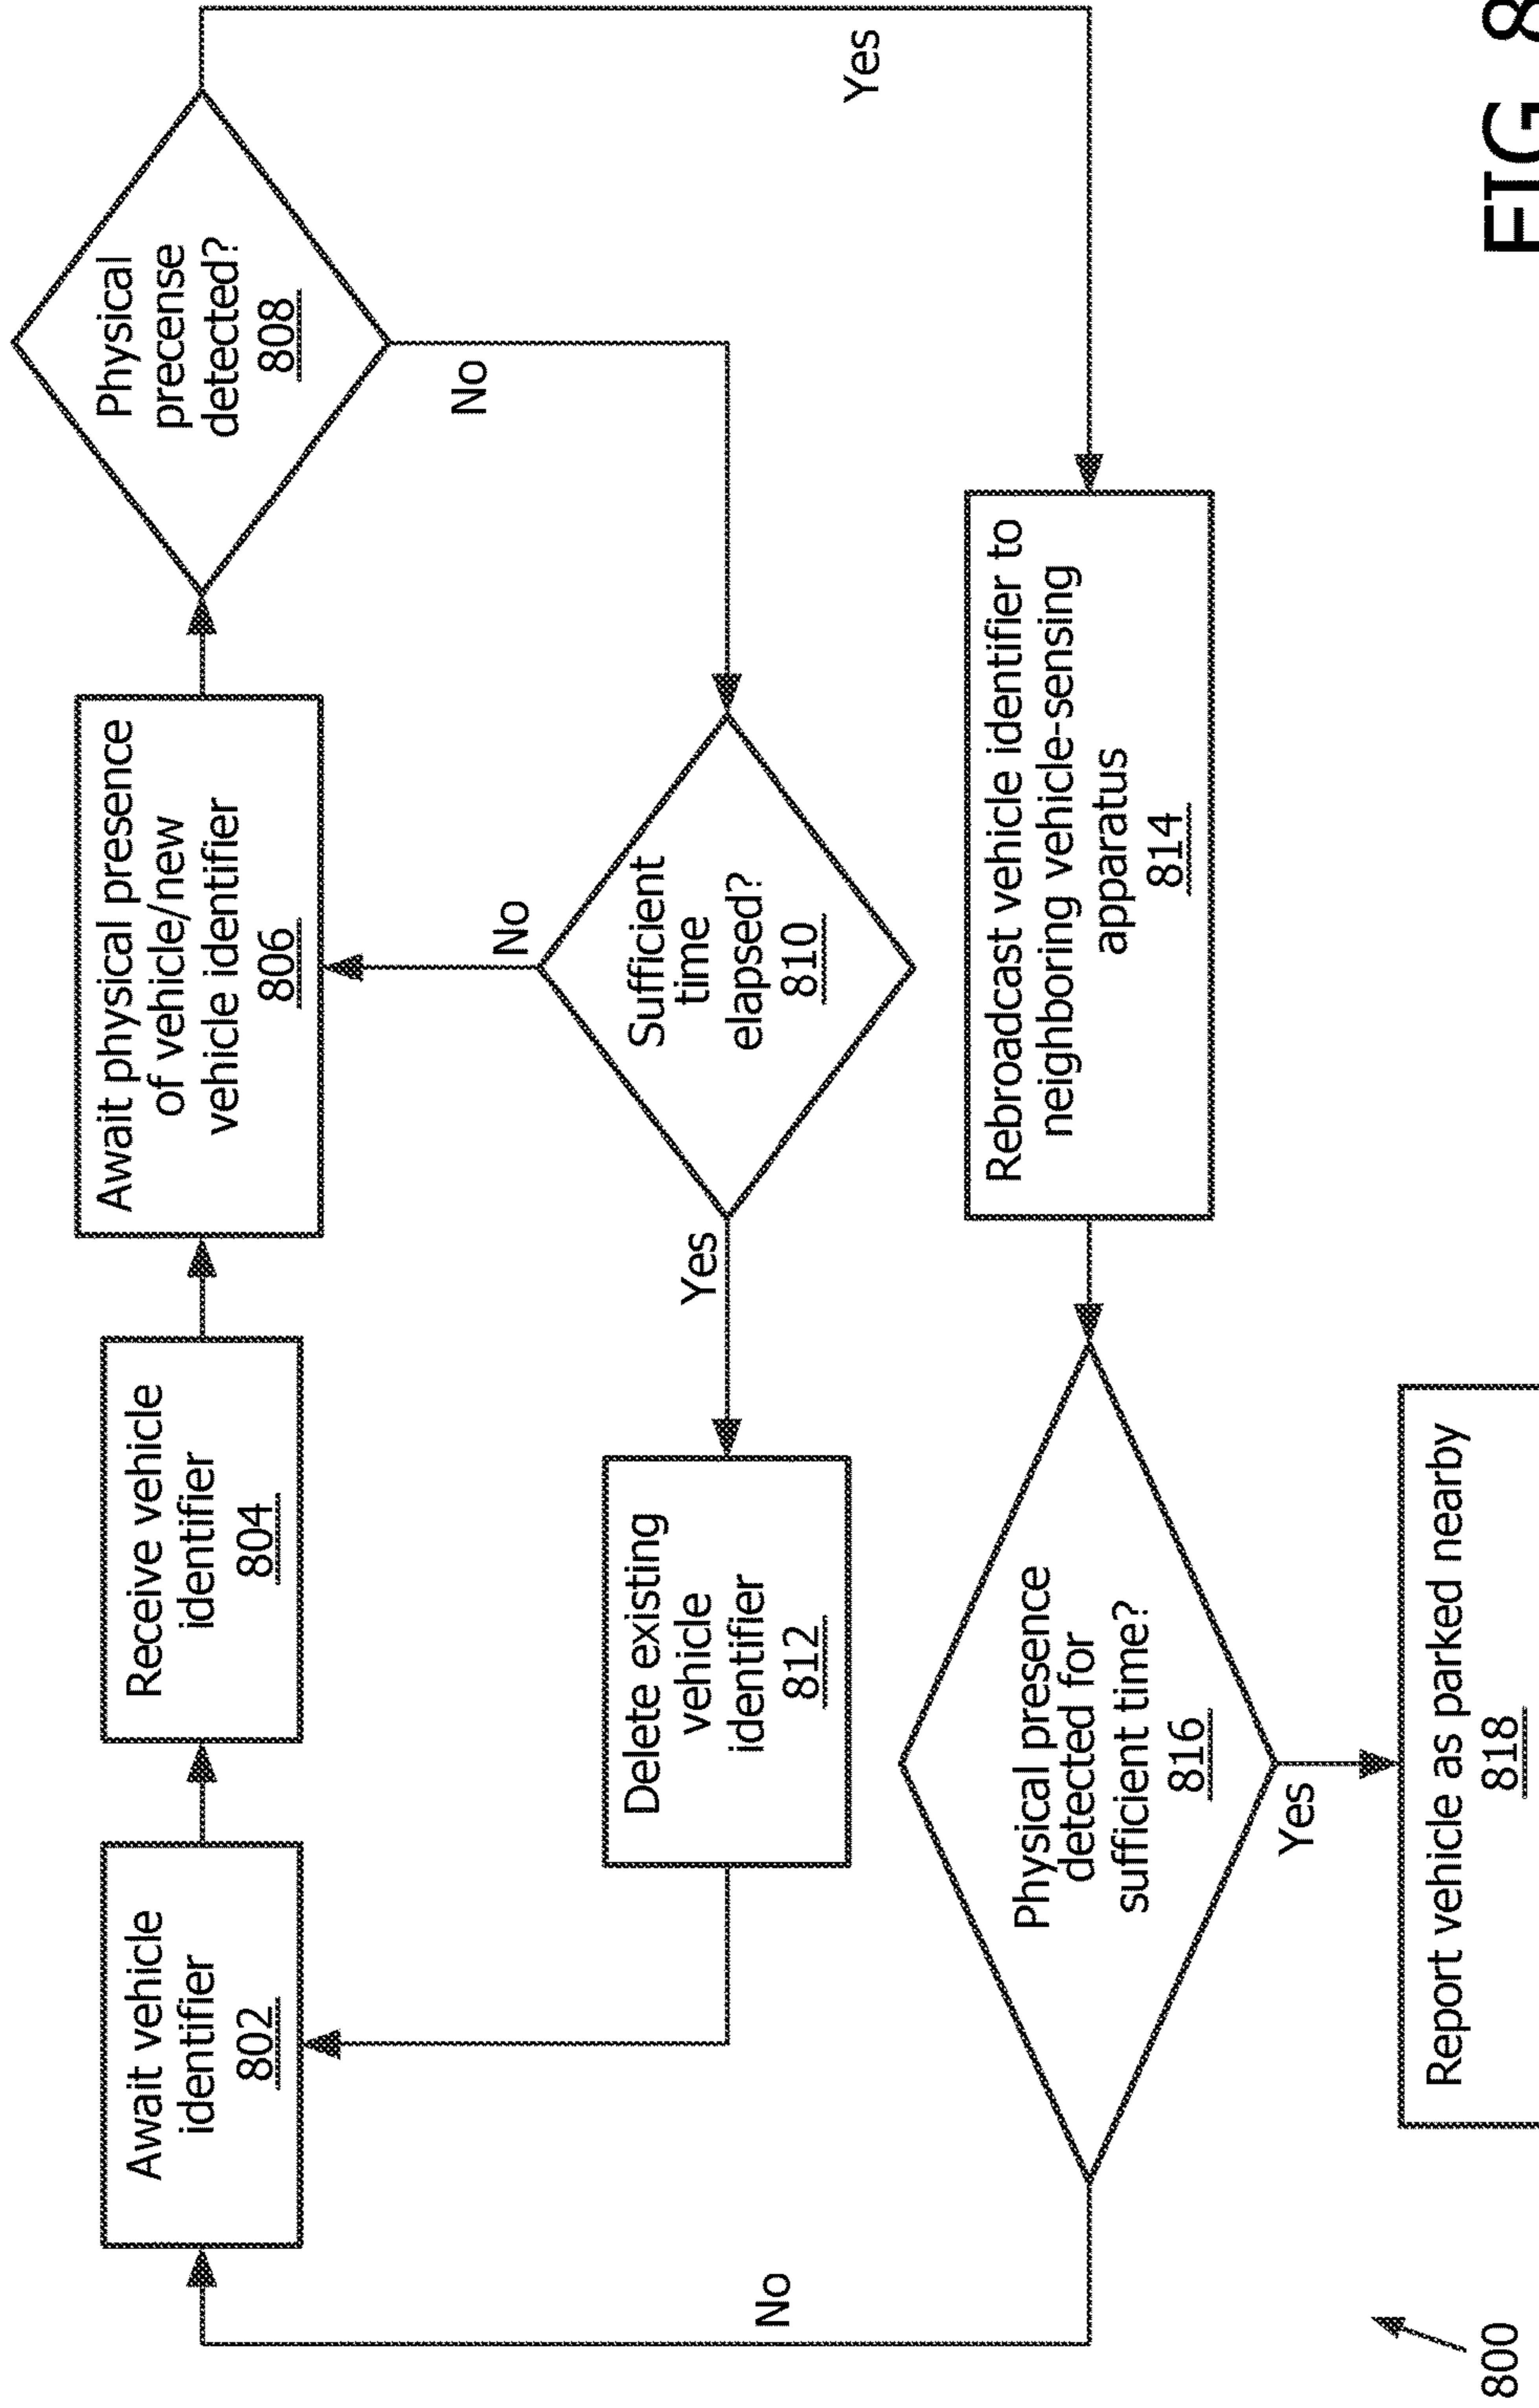 Await vehicle
identifier
802
Receive vehicle
identifier
804
Await physical presence
of vehicle/new
vehicle identifier
806
Physical
precense
detected?
808
No
Yes
Sufficient
time
elapsed?
810
No
Yes
Delete existing
vehicle
identifier
812
Rebroadcast vehicle identifier to
neighboring vehicle-sensing
apparatus
814
Physical presence
detected for
sufficient time?
816
No
Yes
Report vehicle as parked nearby
818
800
FIG 8